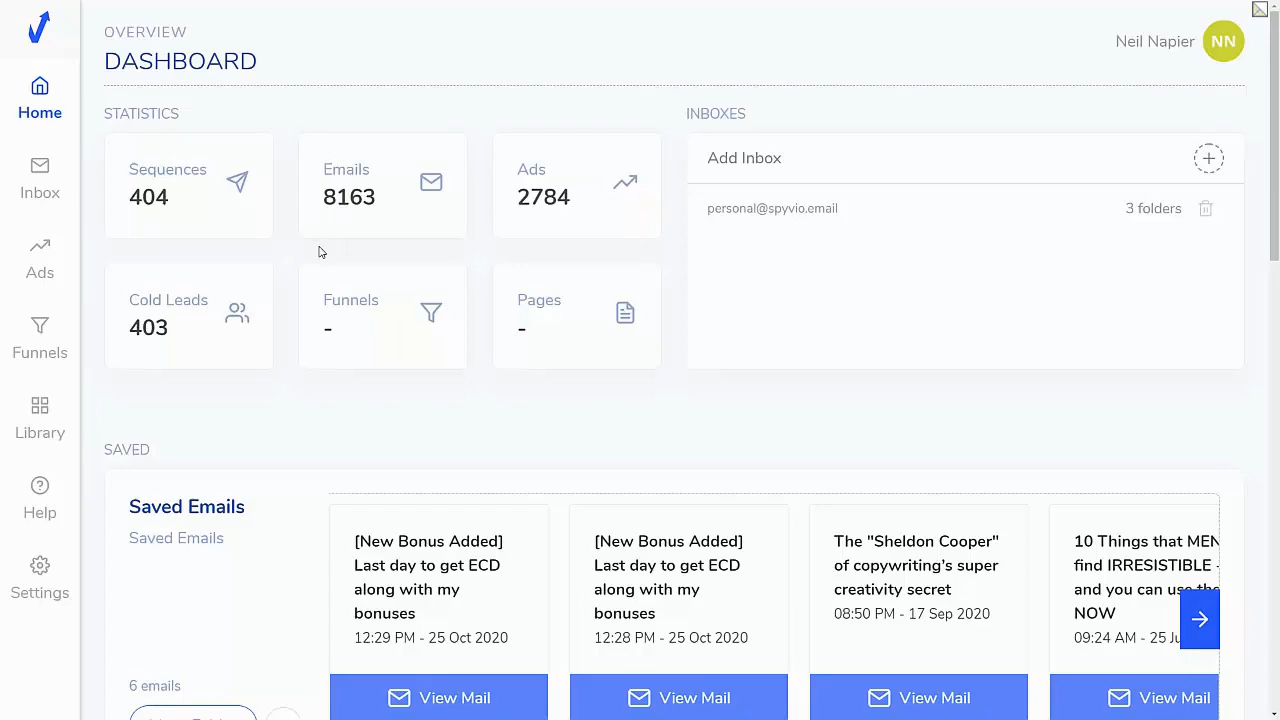 OVERVIEW
DASHBOARD
Neil Napier
NN
Home
Inbox
Ads
Funnels
Library
Help
Settings
STATISTICS
Sequences
404
Emails
8163
Ads
2784
Cold Leads
403
Funnels
-
Pages
-
INBOXES
Add Inbox
personal@spyvio.email
3 folders
SAVED
Saved Emails
Saved Emails
6 emails
[New Bonus Added]
Last day to get ECD
along with my
bonuses
12:29 PM - 25 Oct 2020
View Mail
[New Bonus Added]
Last day to get ECD
along with my
bonuses
12:28 PM - 25 Oct 2020
View Mail
The "Sheldon Cooper"
of copywriting's super
creativity secret
08:50 PM - 17 Sep 2020
View Mail
10 Things that MEN
find IRRESISTIBLE -
and you can use
NOW
09:24 AM - 25
View Mail